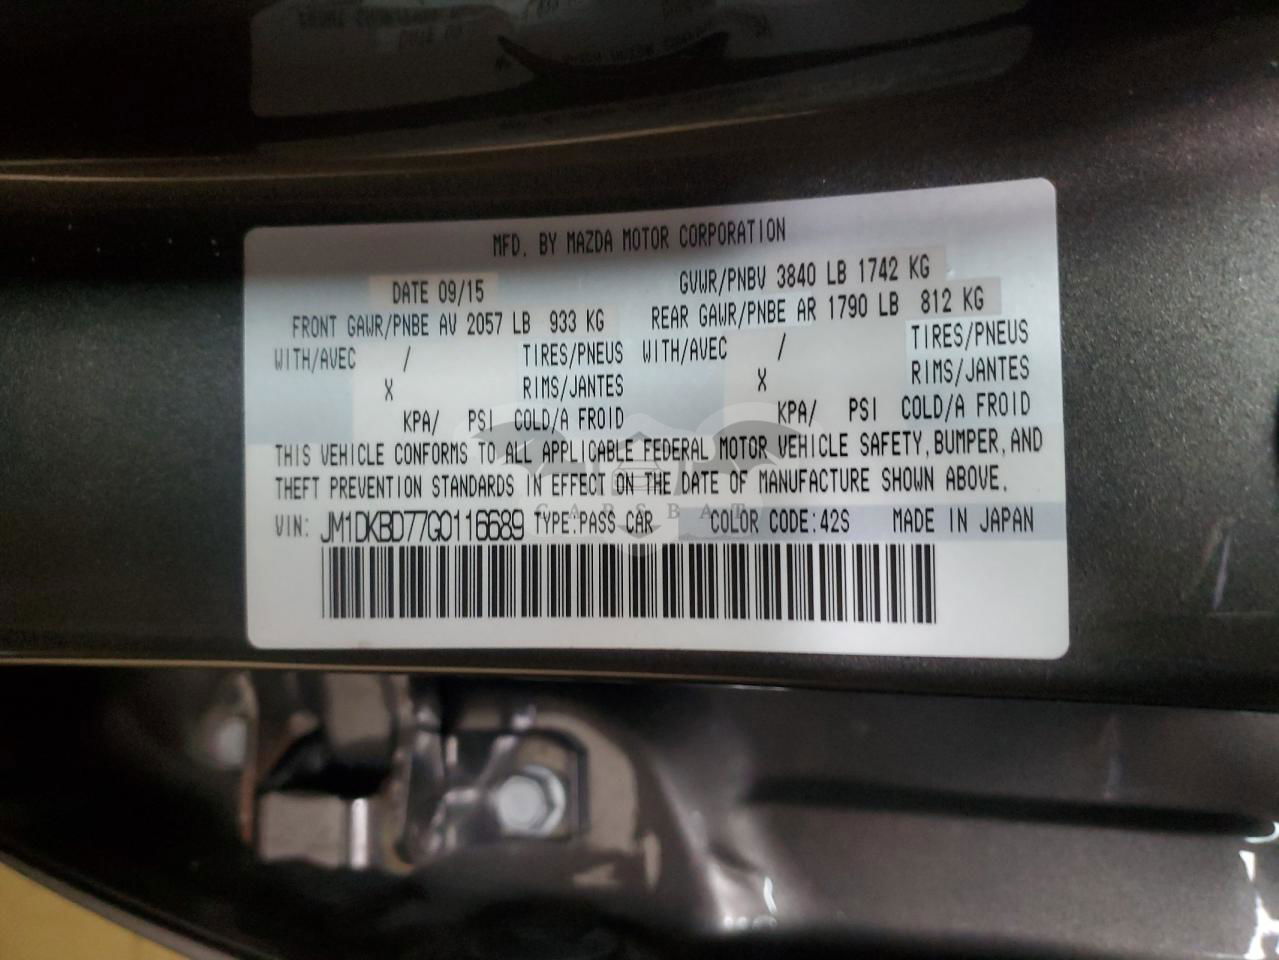 MFD. BY MAZDA MOTOR CORPORATION
DATE 09/15 GVWR/PNBV 3840 LB 1742 KG
FRONT GAWR/PNBE AV 2057 LB 933 KG REAR GAWR/PNBE AR 1790 LB 812 KG
WITH/AVEC / TIRES/PNEUS WITH/AVEC / TIRES/PNEUS
X RIMS/JANTES X RIMS/JANTES
KPA/ PSI COLD/A FROID KPA/ PSI COLD/A FROID
THIS VEHICLE CONFORMS TO ALL APPLICABLE FEDERAL MOTOR VEHICLE SAFETY, BUMPER, AND
THEFT PREVENTION STANDARDS IN EFFECT ON THE DATE OF MANUFACTURE SHOWN ABOVE.
CARSBAT
VIN: JM1DKBD77G0116689 TYPE:PASS CAR COLOR CODE:42S MADE IN JAPAN